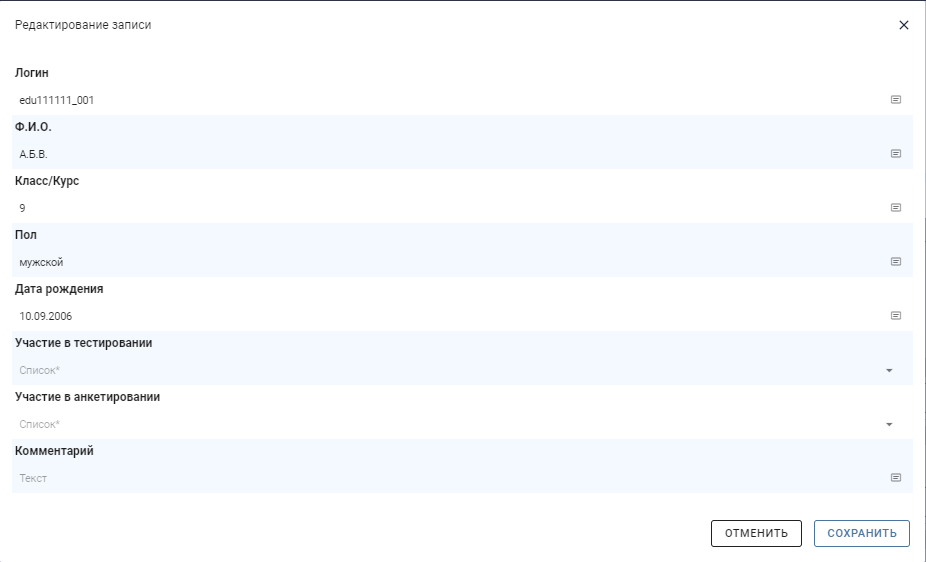 Редактирование записи
Логин
edu111111_001
Ф.И.О.
А.Б.В.
Класс/Курс
9
Пол
мужской
Дата рождения
10.09.2006
Участие в тестировании
Список*
Участие в анкетировании
Список*
Комментарий
Текст
ОТМЕНИТЬ СОХРАНИТЬ